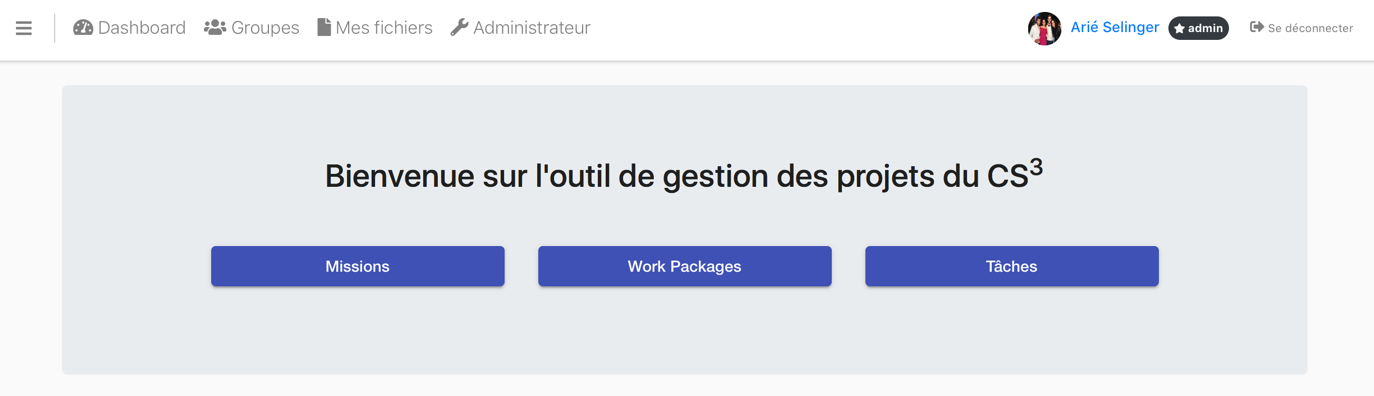 Dashboard Groupes Mes fichiers Administrateur Arié Selinger admin Se déconnecter
Bienvenue sur l'outil de gestion des projets du CS³
Missions Work Packages Tâches